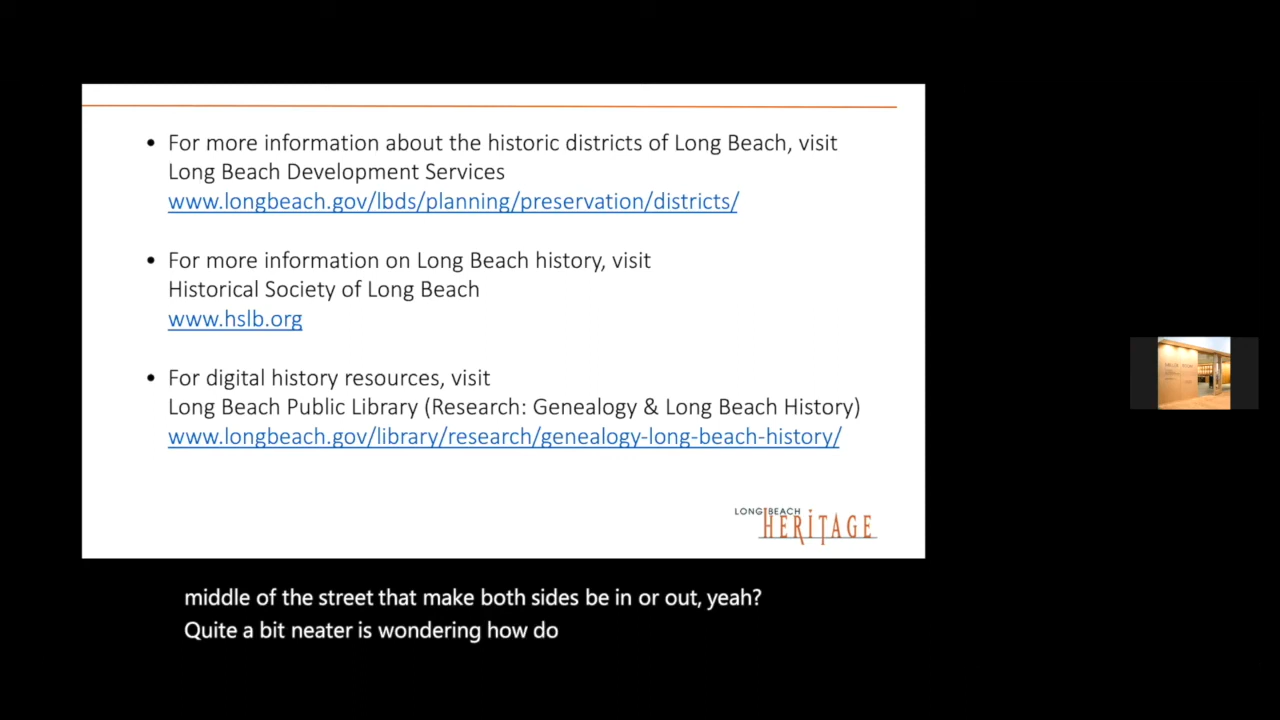 • For more information about the historic districts of Long Beach, visit
Long Beach Development Services
www.longbeach.gov/lbds/planning/preservation/districts/
• For more information on Long Beach history, visit
Historical Society of Long Beach
www.hslb.org
• For digital history resources, visit
Long Beach Public Library (Research: Genealogy & Long Beach History)
www.longbeach.gov/library/research/genealogy-long-beach-history/
LONG BEACH
HERITAGE
middle of the street that make both sides be in or out, yeah?
Quite a bit neater is wondering how do